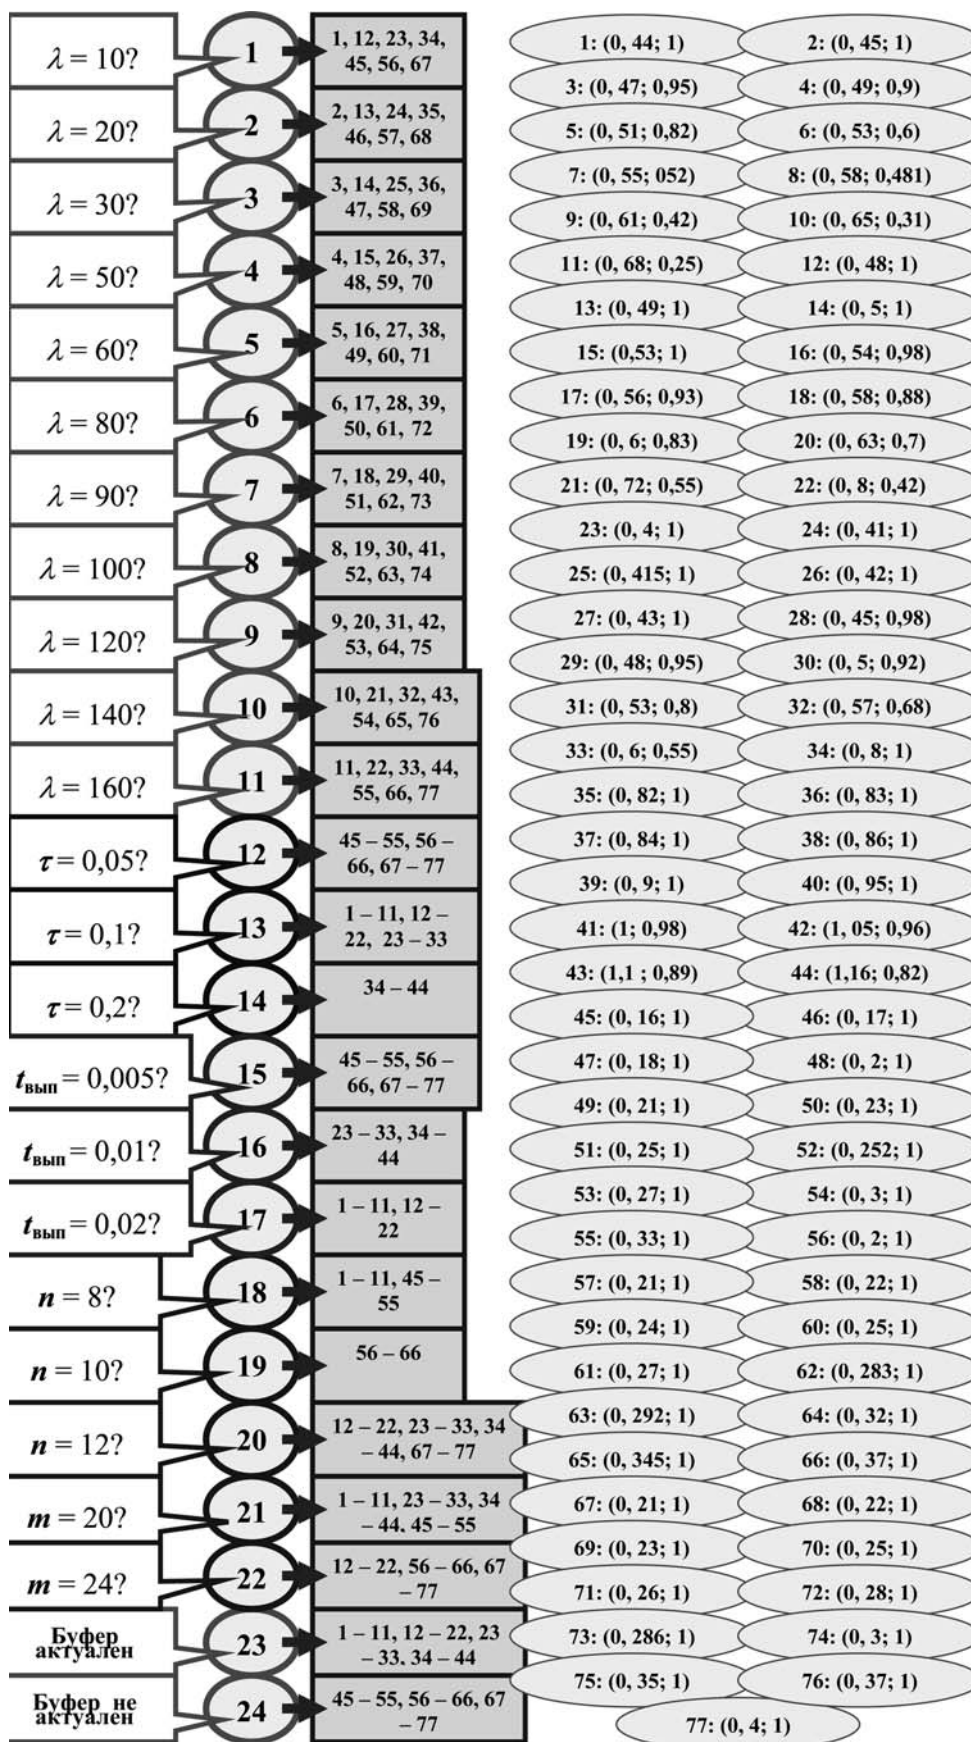 λ = 10?
1
1, 12, 23, 34,
45, 56, 67
λ = 20?
2
2, 13, 24, 35,
46, 57, 68
λ = 30?
3
3, 14, 25, 36,
47, 58, 69
λ = 50?
4
4, 15, 26, 37,
48, 59, 70
λ = 60?
5
5, 16, 27, 38,
49, 60, 71
λ = 80?
6
6, 17, 28, 39,
50, 61, 72
λ = 90?
7
7, 18, 29, 40,
51, 62, 73
λ = 100?
8
8, 19, 30, 41,
52, 63, 74
λ = 120?
9
9, 20, 31, 42,
53, 64, 75
λ = 140?
10
10, 21, 32, 43,
54, 65, 76
λ = 160?
11
11, 22, 33, 44,
55, 66, 77
τ = 0,05?
12
45 – 55, 56 –
66, 67 – 77
τ = 0,1?
13
1 – 11, 12 –
22, 23 – 33
τ = 0,2?
14
34 – 44
tвып = 0,005?
15
45 – 55, 56 –
66, 67 – 77
tвып = 0,01?
16
23 – 33, 34 –
44
tвып = 0,02?
17
1 – 11, 12 –
22
n = 8?
18
1 – 11, 45 –
55
n = 10?
19
56 – 66
n = 12?
20
12 – 22, 23 – 33, 34
– 44, 67 – 77
m = 20?
21
1 – 11, 23 – 33, 34
– 44, 45 – 55
m = 24?
22
12 – 22, 56 – 66, 67
– 77
Буфер
актуален
23
1 – 11, 12 – 22, 23
– 33, 34 – 44
Буфер не
актуален
24
45 – 55, 56 – 66, 67
– 77
1: (0, 44; 1)
2: (0, 45; 1)
3: (0, 47; 0,95)
4: (0, 49; 0,9)
5: (0, 51; 0,82)
6: (0, 53; 0,6)
7: (0, 55; 052)
8: (0, 58; 0,481)
9: (0, 61; 0,42)
10: (0, 65; 0,31)
11: (0, 68; 0,25)
12: (0, 48; 1)
13: (0, 49; 1)
14: (0, 5; 1)
15: (0,53; 1)
16: (0, 54; 0,98)
17: (0, 56; 0,93)
18: (0, 58; 0,88)
19: (0, 6; 0,83)
20: (0, 63; 0,7)
21: (0, 72; 0,55)
22: (0, 8; 0,42)
23: (0, 4; 1)
24: (0, 41; 1)
25: (0, 415; 1)
26: (0, 42; 1)
27: (0, 43; 1)
28: (0, 45; 0,98)
29: (0, 48; 0,95)
30: (0, 5; 0,92)
31: (0, 53; 0,8)
32: (0, 57; 0,68)
33: (0, 6; 0,55)
34: (0, 8; 1)
35: (0, 82; 1)
36: (0, 83; 1)
37: (0, 84; 1)
38: (0, 86; 1)
39: (0, 9; 1)
40: (0, 95; 1)
41: (1; 0,98)
42: (1, 05; 0,96)
43: (1,1 ; 0,89)
44: (1,16; 0,82)
45: (0, 16; 1)
46: (0, 17; 1)
47: (0, 18; 1)
48: (0, 2; 1)
49: (0, 21; 1)
50: (0, 23; 1)
51: (0, 25; 1)
52: (0, 252; 1)
53: (0, 27; 1)
54: (0, 3; 1)
55: (0, 33; 1)
56: (0, 2; 1)
57: (0, 21; 1)
58: (0, 22; 1)
59: (0, 24; 1)
60: (0, 25; 1)
61: (0, 27; 1)
62: (0, 283; 1)
63: (0, 292; 1)
64: (0, 32; 1)
65: (0, 345; 1)
66: (0, 37; 1)
67: (0, 21; 1)
68: (0, 22; 1)
69: (0, 23; 1)
70: (0, 25; 1)
71: (0, 26; 1)
72: (0, 28; 1)
73: (0, 286; 1)
74: (0, 3; 1)
75: (0, 35; 1)
76: (0, 37; 1)
77: (0, 4; 1)